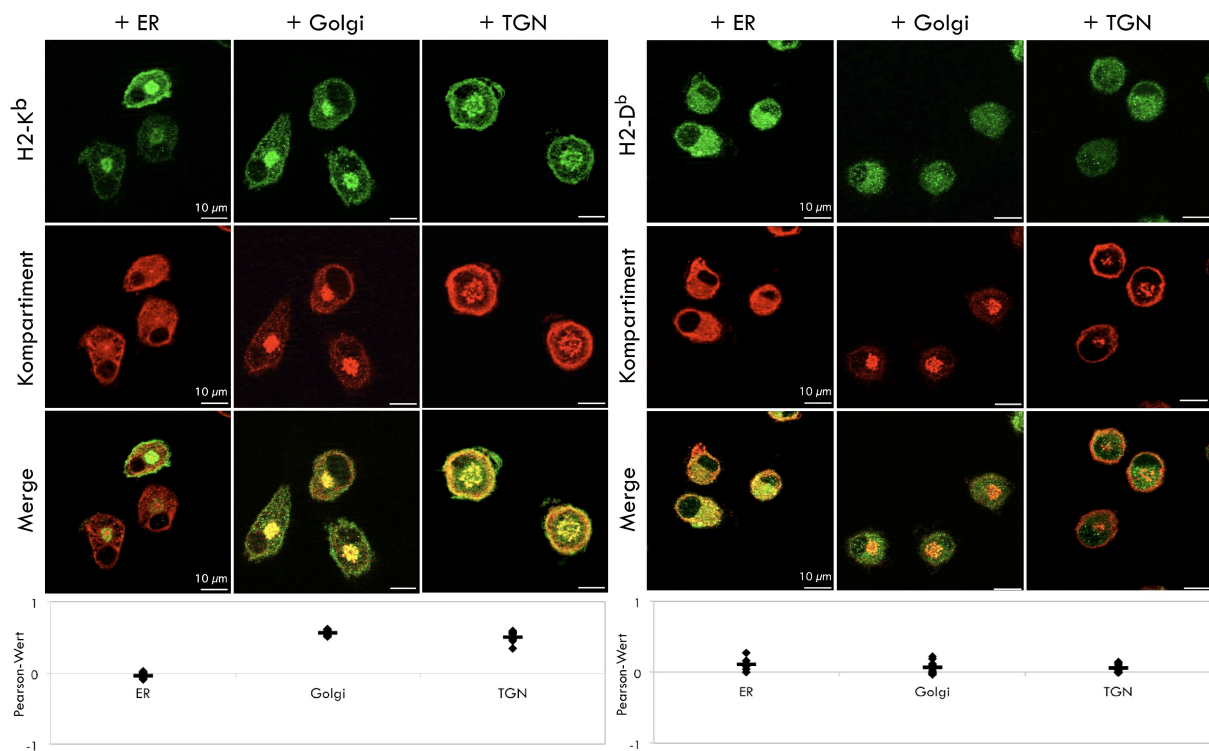 + ER + Golgi + TGN + ER + Golgi + TGN
H2-Kᵇ
10 µm
H2-Dᵇ
10 µm
Kompartiment
Kompartiment
10 µm
Merge
10 µm
Merge
10 µm
Pearson-Wert
1
0
-1
ER Golgi TGN
Pearson-Wert
1
0
-1
ER Golgi TGN